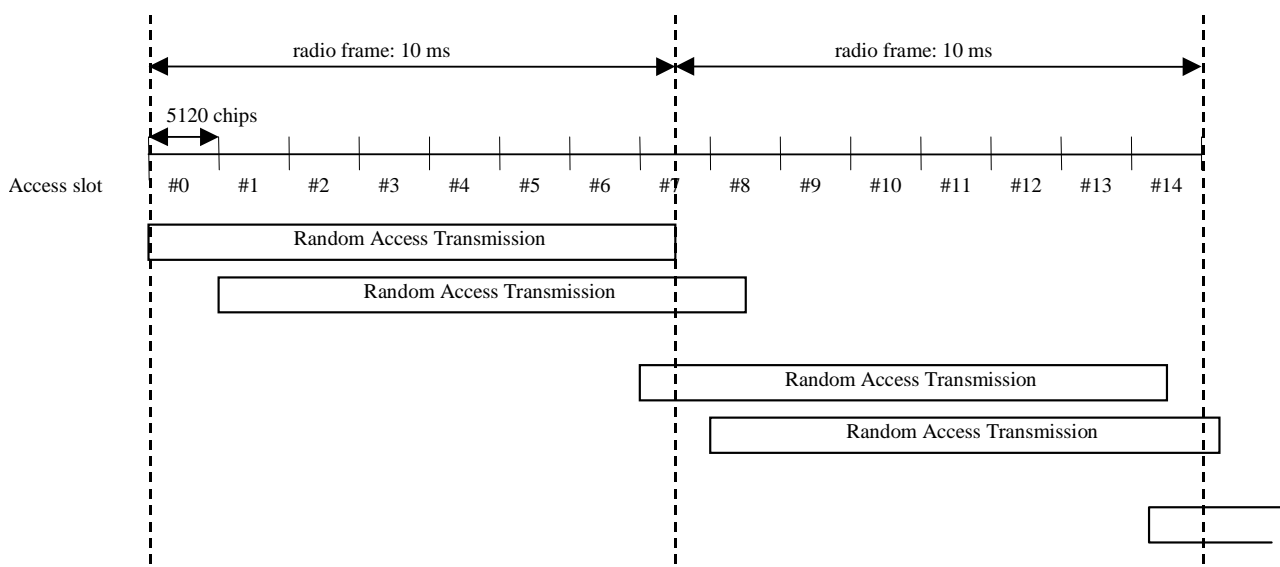 radio frame: 10 ms radio frame: 10 ms
5120 chips
Access slot #0 #1 #2 #3 #4 #5 #6 #7 #8 #9 #10 #11 #12 #13 #14
Random Access Transmission
Random Access Transmission
Random Access Transmission
Random Access Transmission